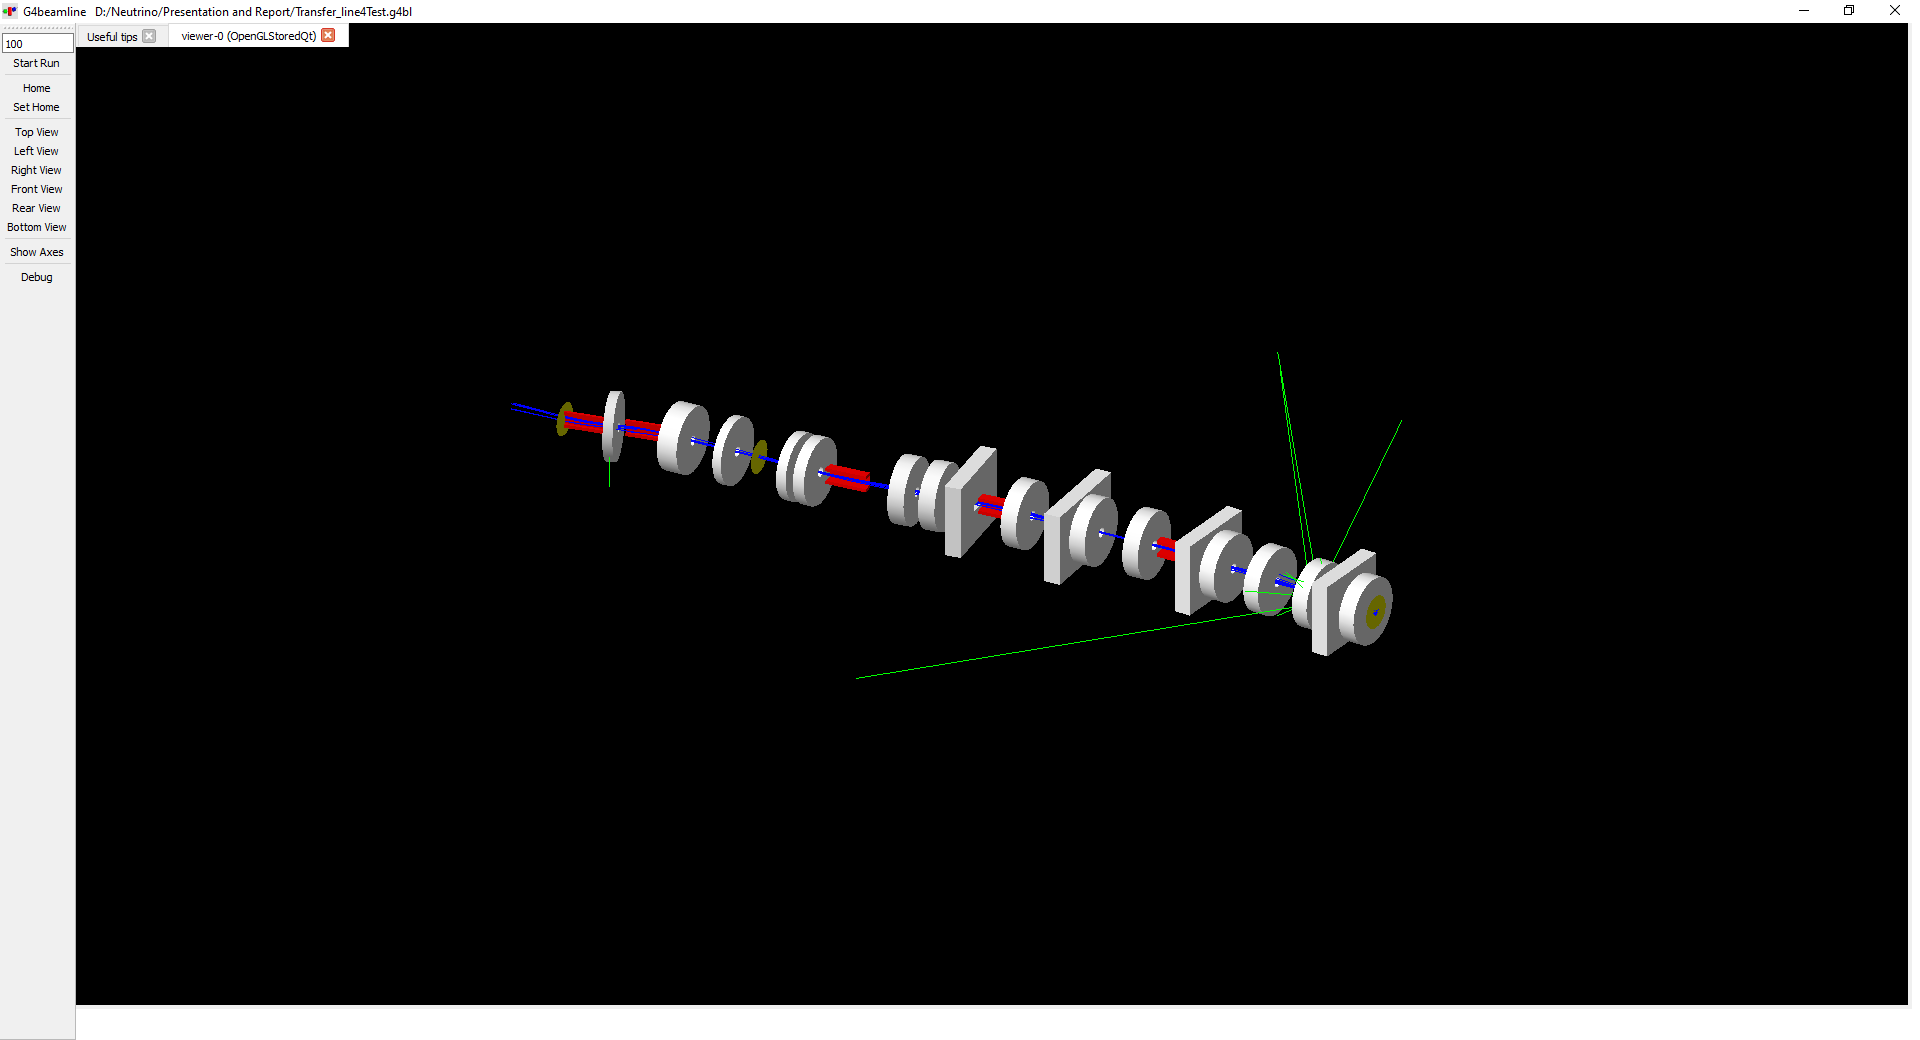 G4beamline D:/Neutrino/Presentation and Report/Transfer_line4Test.g4bl
Useful tips
viewer-0 (OpenGLStoredQt)
100
Start Run
Home
Set Home
Top View
Left View
Right View
Front View
Rear View
Bottom View
Show Axes
Debug